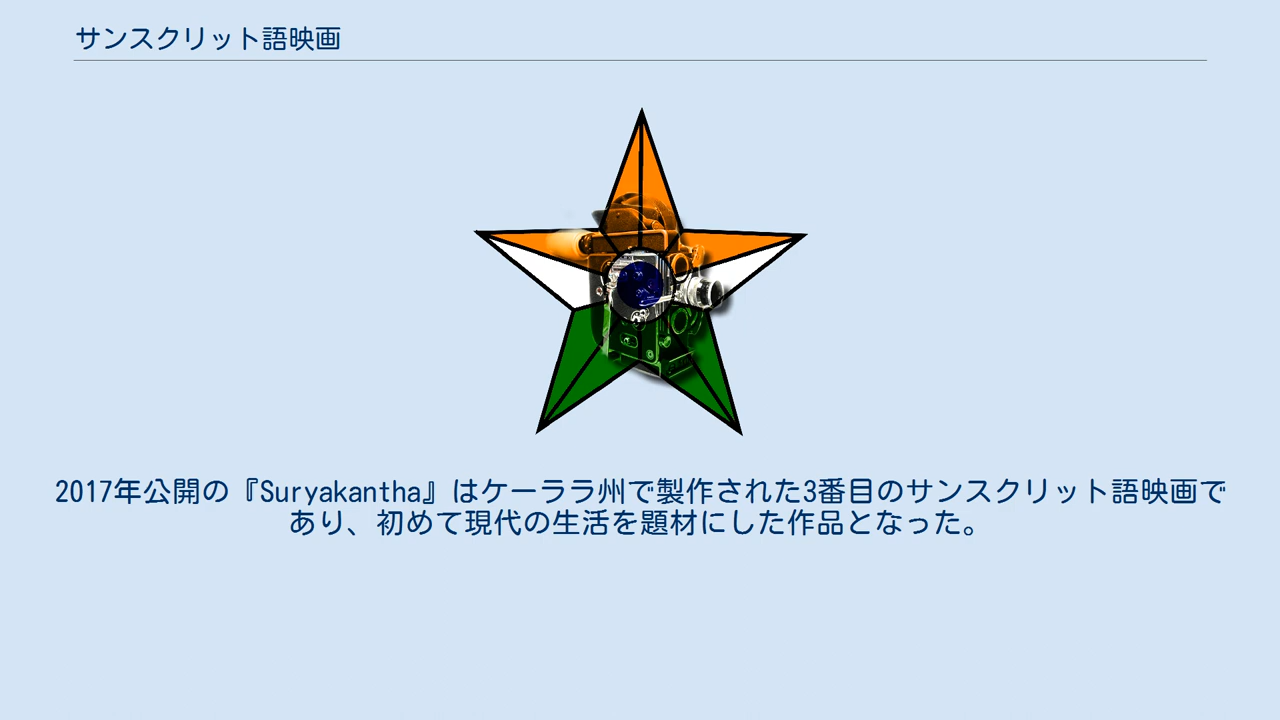 サンスクリット語映画
2017年公開の『Suryakantha』はケーララ州で製作された3番目のサンスクリット語映画で
あり、初めて現代の生活を題材にした作品となった。